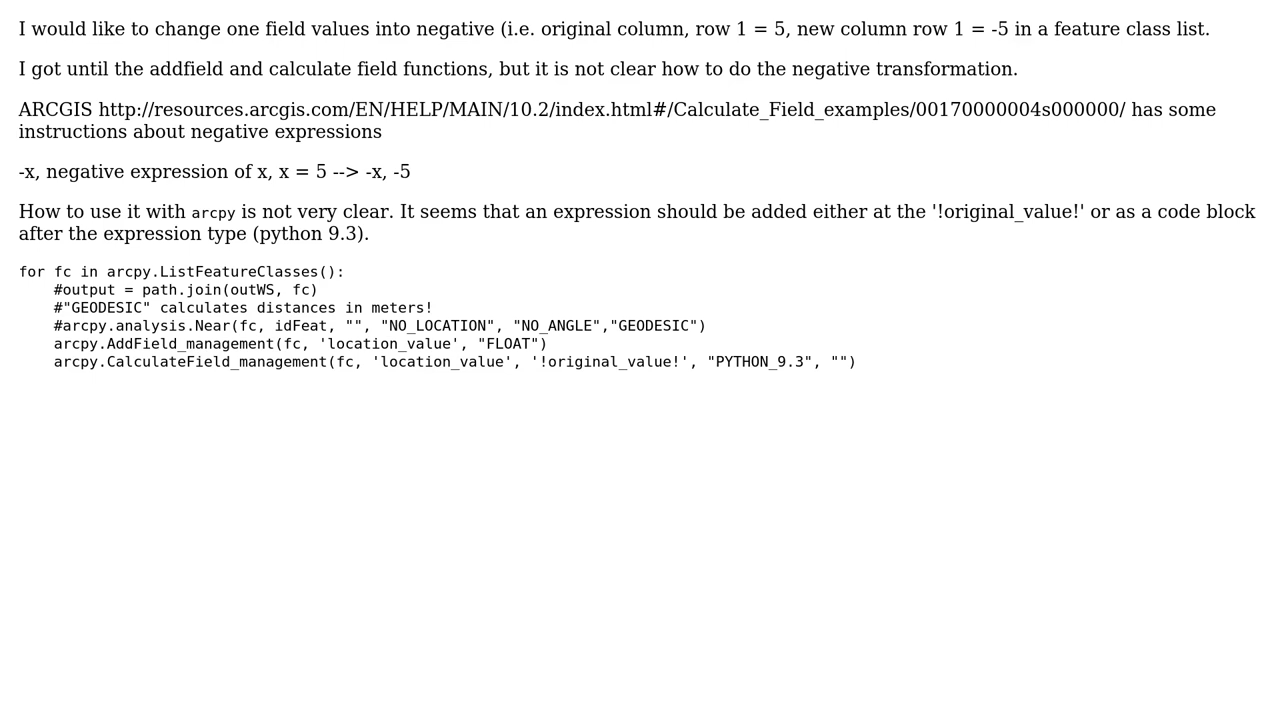 I would like to change one field values into negative (i.e. original column, row 1 = 5, new column row 1 = -5 in a feature class list.
I got until the addfield and calculate field functions, but it is not clear how to do the negative transformation.
ARCGIS http://resources.arcgis.com/EN/HELP/MAIN/10.2/index.html#/Calculate_Field_examples/00170000004s000000/ has some
instructions about negative expressions
-x, negative expression of x, x = 5 --> -x, -5
How to use it with arcpy is not very clear. It seems that an expression should be added either at the '!original_value!' or as a code block
after the expression type (python 9.3).
for fc in arcpy.ListFeatureClasses():
    #output = path.join(outWS, fc)
    #"GEODESIC" calculates distances in meters!
    #arcpy.analysis.Near(fc, idFeat, "", "NO_LOCATION", "NO_ANGLE","GEODESIC")
    arcpy.AddField_management(fc, 'location_value', "FLOAT")
    arcpy.CalculateField_management(fc, 'location_value', '!original_value!', "PYTHON_9.3", "")